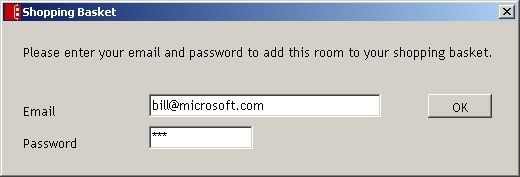 Shopping Basket
Please enter your email and password to add this room to your shopping basket.
Email bill@microsoft.com OK
Password ***